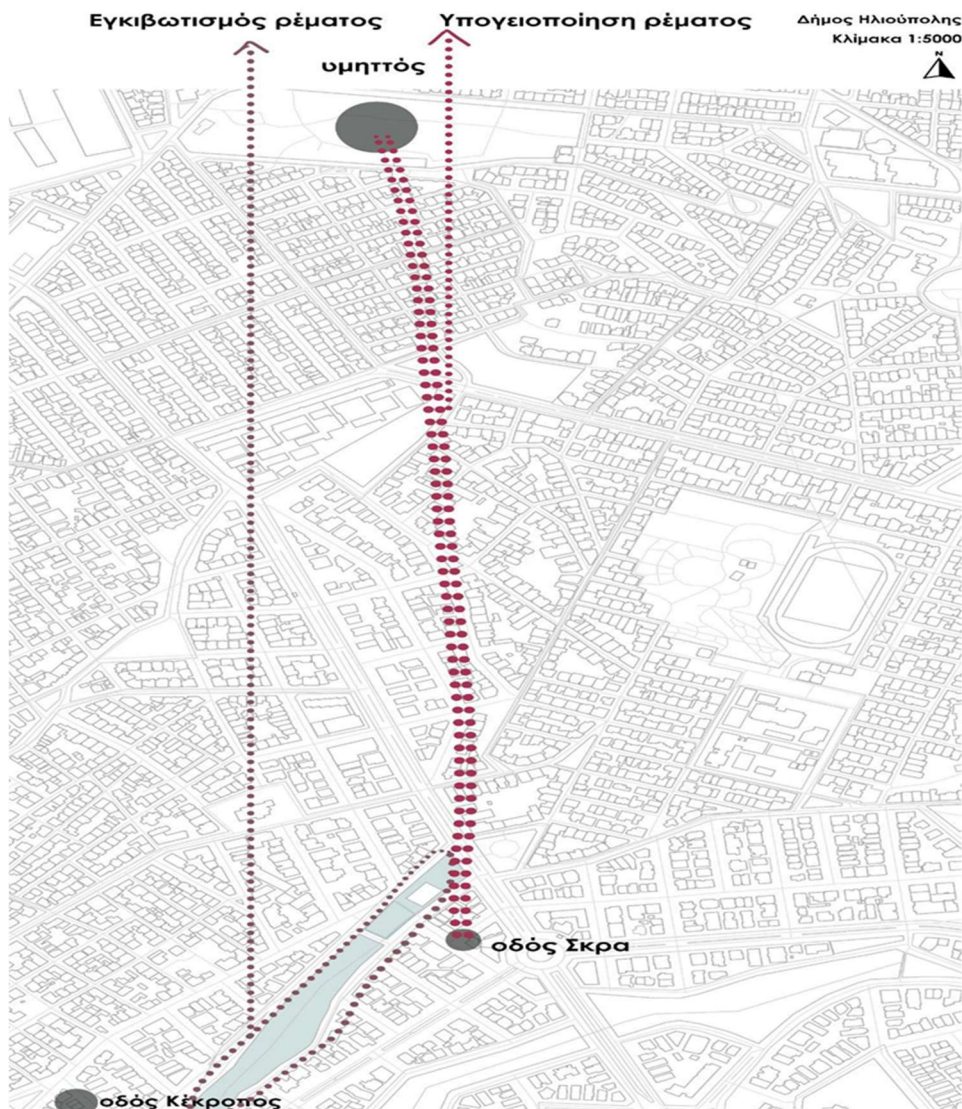 Εγκιβωτισμός ρέματος
Υπογειοποίηση ρέματος
Δήμος Ηλιούπολης
Κλίμακα 1:5000
N
υμηττός
οδός Σκρα
οδός Κέκροπος